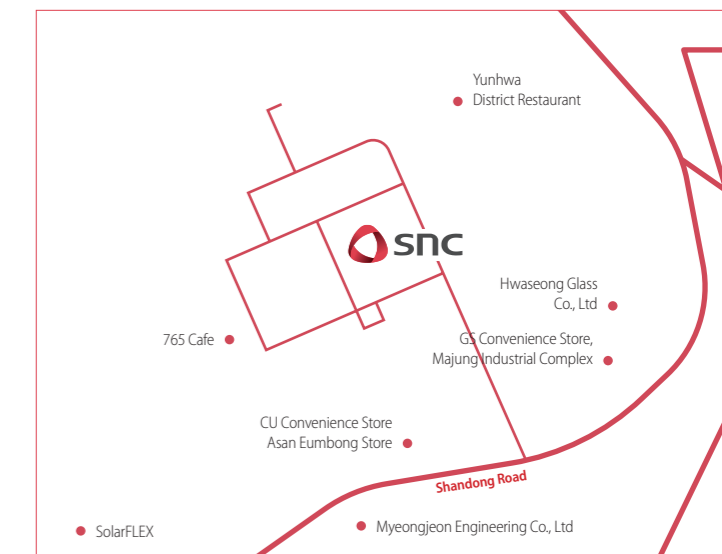 Yunhwa
District Restaurant
snc
Hwaseong Glass
Co., Ltd
765 Cafe
GS Convenience Store,
Majung Industrial Complex
CU Convenience Store
Asan Eumbong Store
Shandong Road
SolarFLEX
Myeongjeon Engineering Co., Ltd